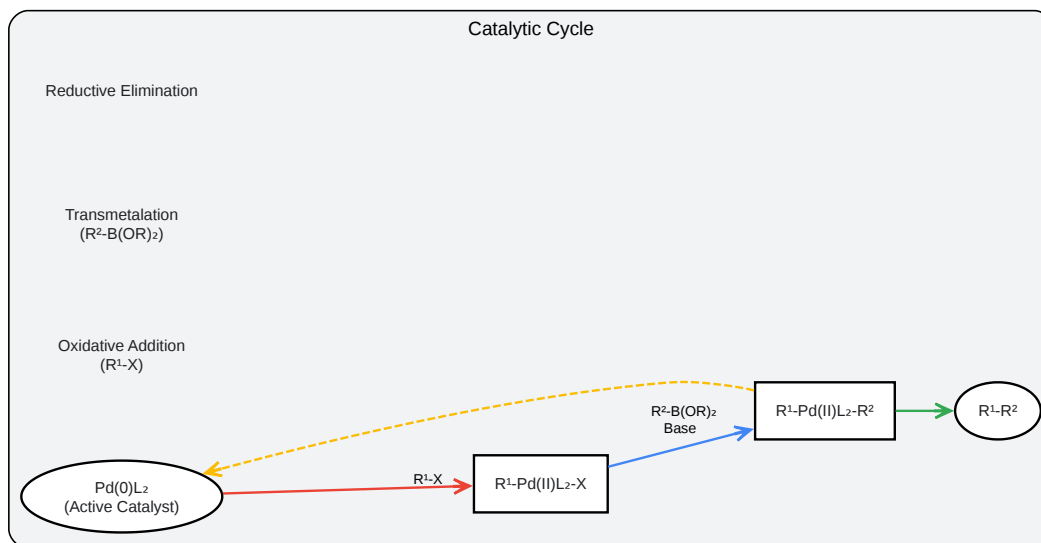 Catalytic Cycle
Reductive Elimination
Transmetalation
(R²-B(OR)₂)
Oxidative Addition
(R¹-X)
R²-B(OR)₂
Base
R¹-Pd(II)L₂-R²
R¹-R²
R¹-X
R¹-Pd(II)L₂-X
Pd(0)L₂
(Active Catalyst)